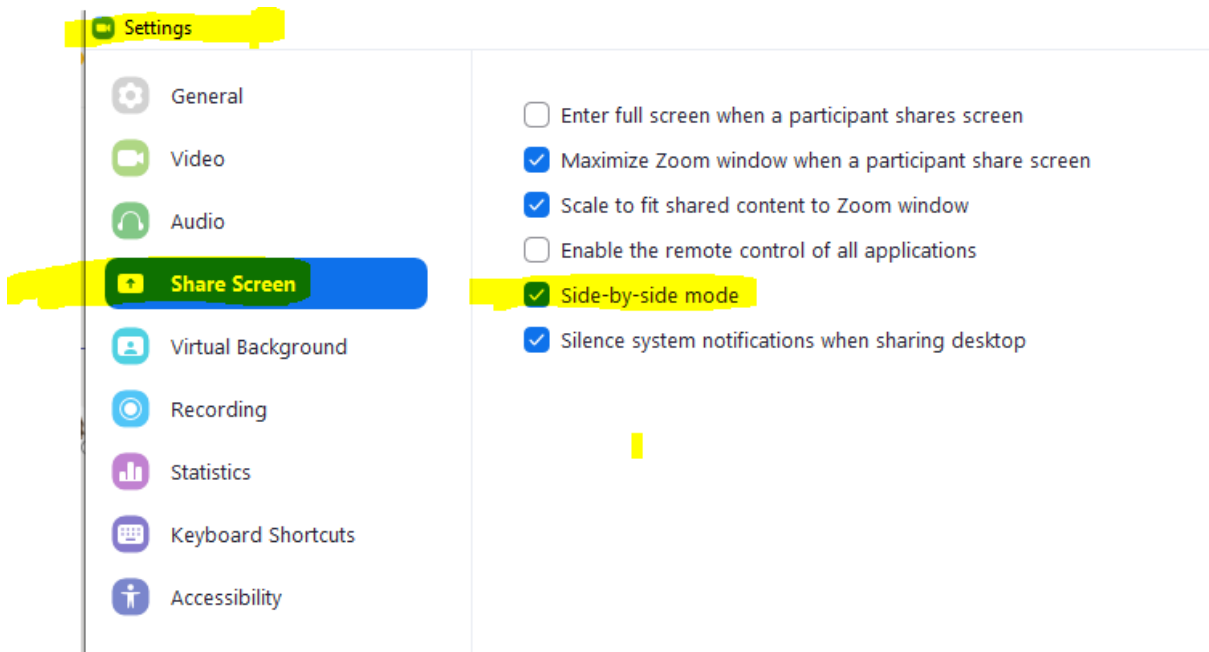 Settings
General
Video
Audio
Share Screen
Virtual Background
Recording
Statistics
Keyboard Shortcuts
Accessibility
Enter full screen when a participant shares screen
Maximize Zoom window when a participant share screen
Scale to fit shared content to Zoom window
Enable the remote control of all applications
Side-by-side mode
Silence system notifications when sharing desktop